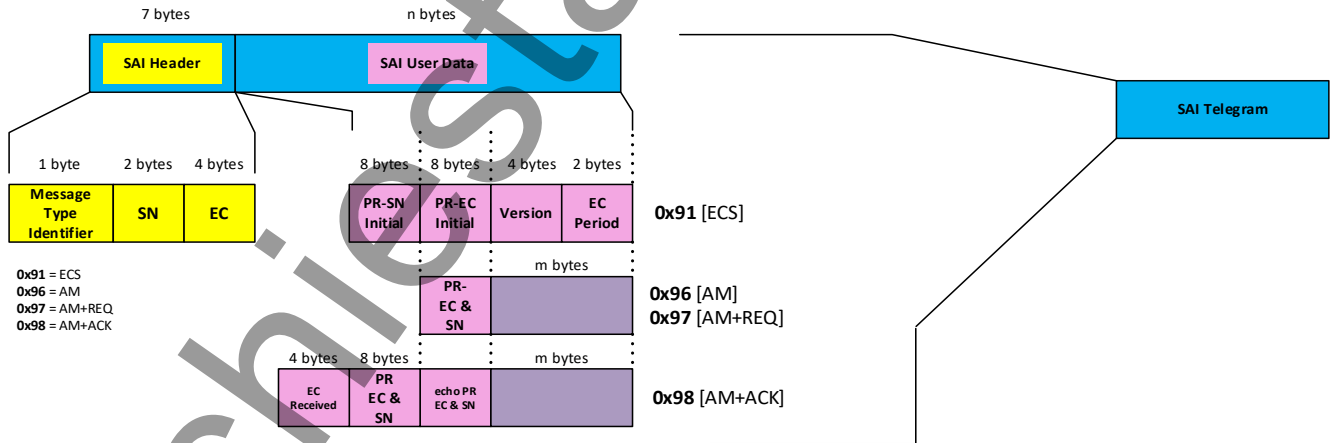 7 bytes
n bytes
SAI Header
SAI User Data
SAI Telegram
1 byte
2 bytes
4 bytes
8 bytes
8 bytes
4 bytes
2 bytes
Message
Type
Identifier
SN
EC
PR-SN
Initial
PR-EC
Initial
Version
EC
Period
0x91 [ECS]
0x91 = ECS
0x96 = AM
0x97 = AM+REQ
0x98 = AM+ACK
m bytes
PR-
EC &
SN
0x96 [AM]
0x97 [AM+REQ]
4 bytes
8 bytes
m bytes
EC
Received
PR
EC &
SN
echo PR
EC & SN
0x98 [AM+ACK]